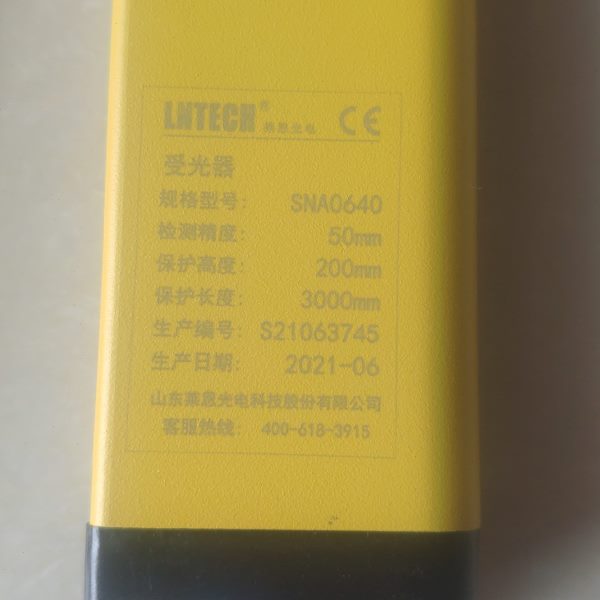 LNTECH® 莱恩光电 CE
受光器
规格型号: SNA0640
检测精度: 50mm
保护高度: 200mm
保护长度: 3000mm
生产编号: S21063745
生产日期: 2021-06
山东莱恩光电科技股份有限公司
客服热线: 400-618-3915